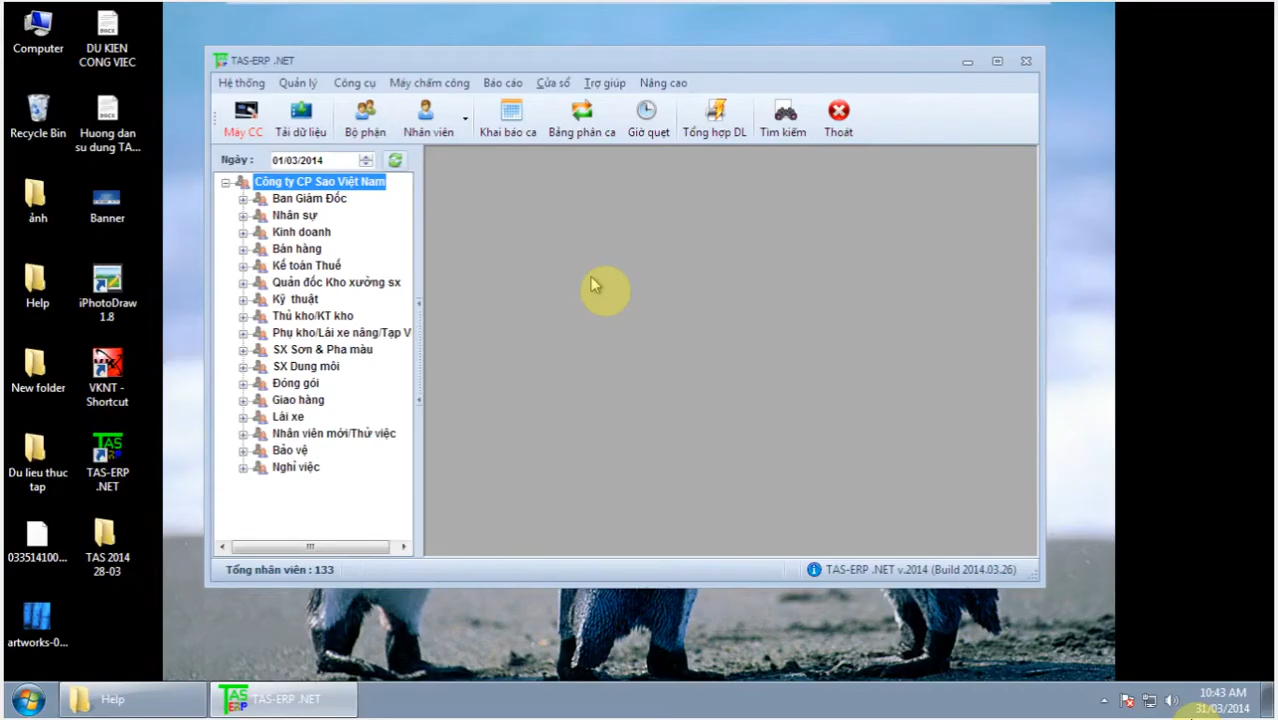 Computer
DU KIEN
CONG VIEC
Recycle Bin
Huong dan
su dung TA...
ảnh
Banner
Help
iPhotoDraw
1.8
New folder
VKNT -
Shortcut
Du lieu thuc
tap
TAS-ERP
.NET
033514100...
TAS 2014
28-03
artworks-0...
TAS-ERP .NET
Hệ thống Quản lý Công cụ Máy chấm công Báo cáo Cửa sổ Trợ giúp Nâng cao
Máy CC Tải dữ liệu Bộ phận Nhân viên Khai báo ca Bảng phân ca Giờ quẹt Tổng hợp DL Tìm kiếm Thoát
Ngày : 01/03/2014
Công ty CP Sao Việt Nam
Ban Giám Đốc
Nhân sự
Kinh doanh
Bán hàng
Kế toán Thuế
Quản đốc Kho xưởng sx
Kỹ thuật
Thủ kho/KT kho
Phụ kho/Lái xe nâng/Tạp V
SX Sơn & Pha màu
SX Dung môi
Đóng gói
Giao hàng
Lái xe
Nhân viên mới/Thử việc
Bảo vệ
Nghỉ việc
Tổng nhân viên : 133
TAS-ERP .NET v.2014 (Build 2014.03.26)
Help
TAS-ERP .NET
10:43 AM
31/03/2014